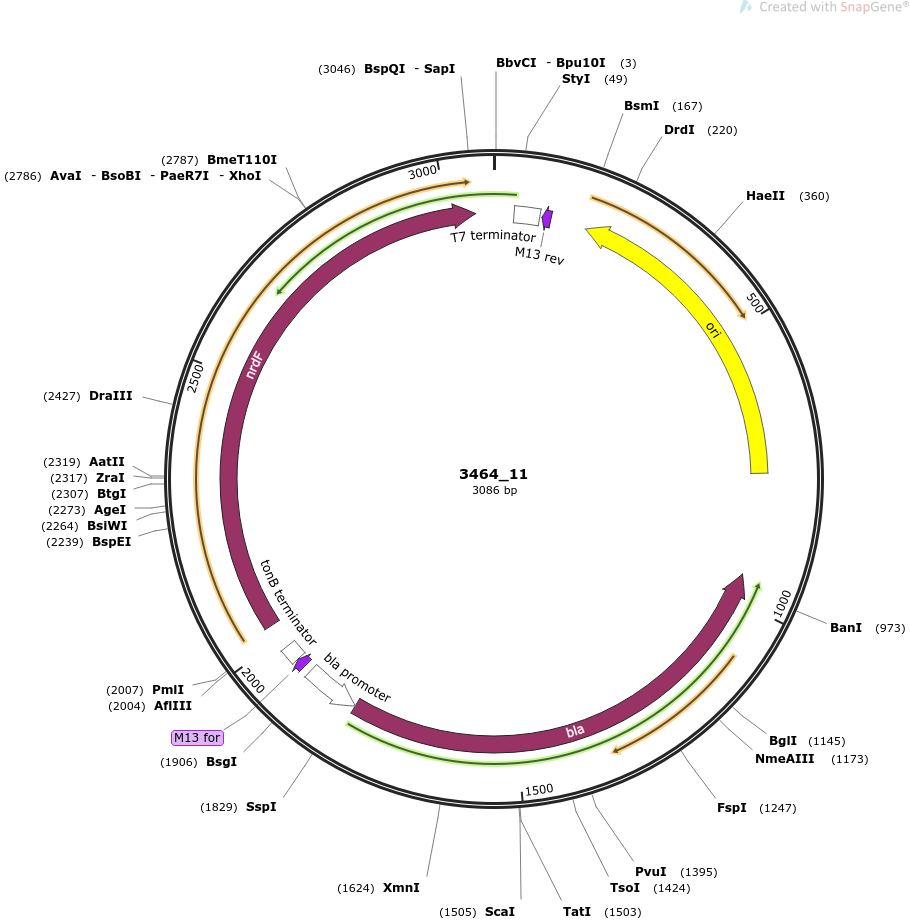 Created with SnapGene®
(3046) BspQI - SapI
BbvCI - Bpu10I (3)
StyI (49)
BsmI (167)
DrdI (220)
(2787) BmeT110I
(2786) AvaI - BsoBI - PaeR7I - XhoI
HaeII (360)
3000
T7 terminator
M13 rev
500
ori
nrdF
2500
(2427) DraIII
(2319) AatII
(2317) ZraI
(2307) BtgI
(2273) AgeI
(2264) BsiWI
(2239) BspEI
3464_11
3086 bp
tonB terminator
bla promoter
1000
BanI (973)
2000
(2007) PmlI
(2004) AflIII
M13 for
(1906) BsgI
bla
BglI (1145)
NmeAIII (1173)
1500
(1829) SspI
FspI (1247)
PvuI (1395)
TsoI (1424)
(1624) XmnI
(1505) ScaI
TatI (1503)